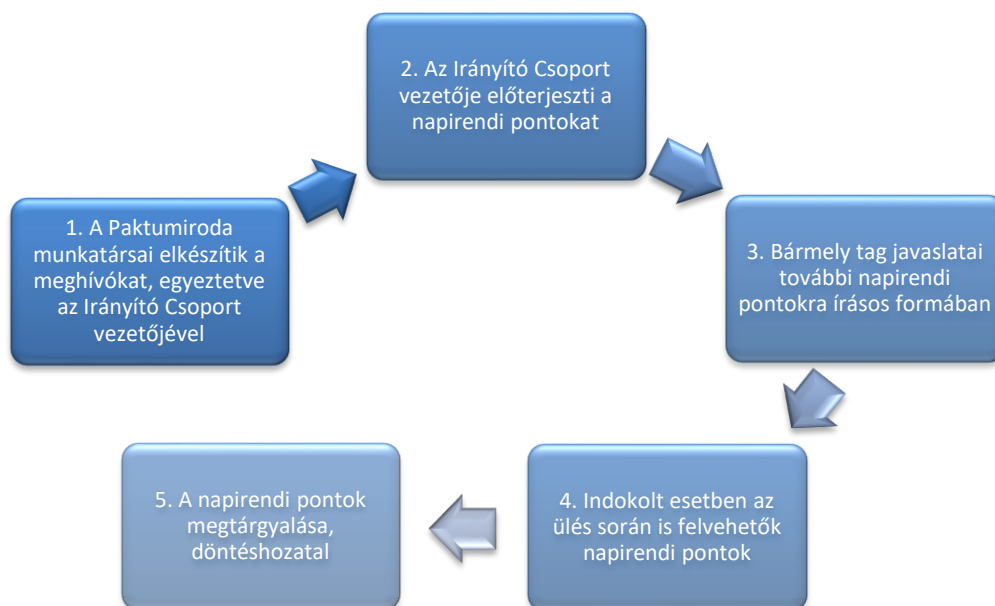 1. A Paktumiroda
munkatársai elkészítik a
meghívókat, egyeztetve
az Irányító Csoport
vezetőjével
2. Az Irányító Csoport
vezetője előterjeszti a
napirendi pontokat
3. Bármely tag javaslatai
további napirendi
pontokra írásos formában
4. Indokolt esetben az
ülés során is felvehetők
napirendi pontok
5. A napirendi pontok
megtárgyalása,
döntéshozatal